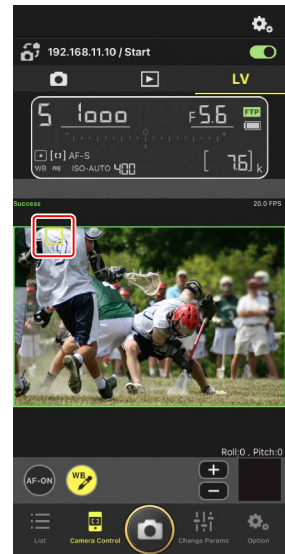 192.168.11.10 / Start
LV
S 1000 F5.6 FTP
[ ] AF-S
WB PRE ISO-AUTO 400 [ 7.6] k
Success 20.0 FPS
Roll:0 , Pitch:0
AF-ON WB + −
List Camera Control Change Params Option